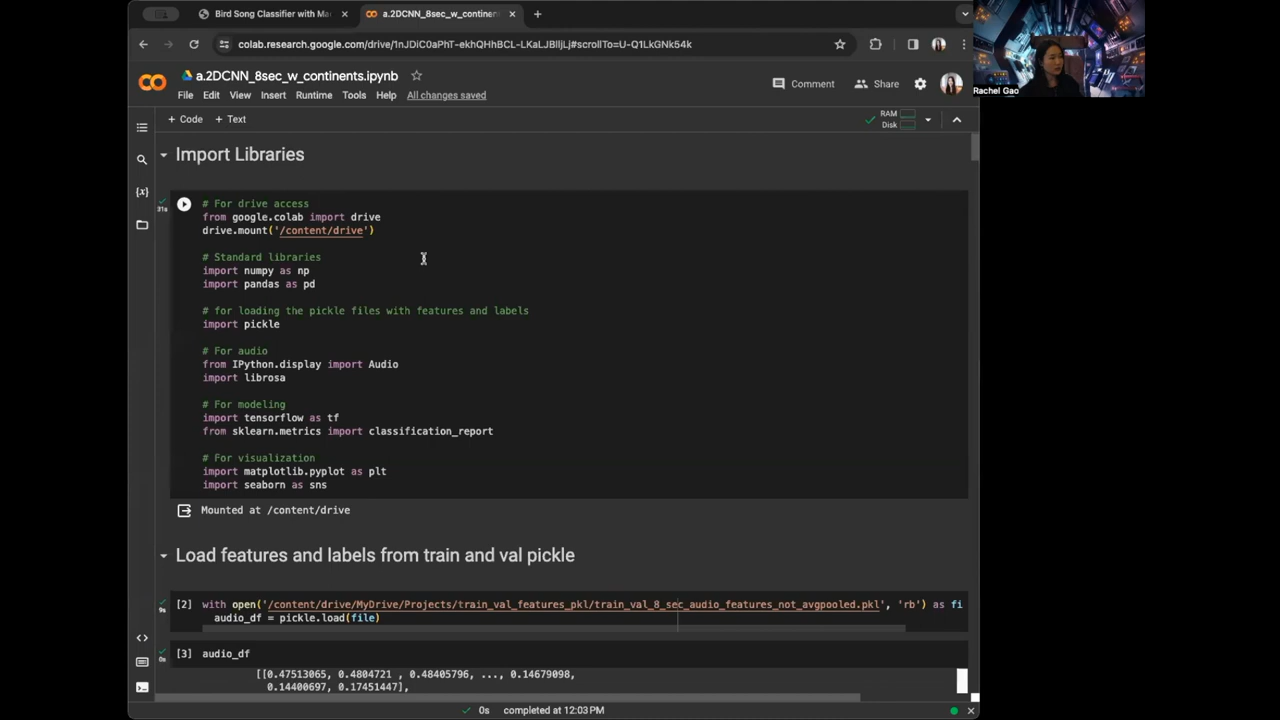 Bird Song Classifier with Ma
a.2DCNN_8sec_w_continents
colab.research.google.com/drive/1nJDiC0aPhT-ekhQHhBCL-LKaLJBlljLj#scrollTo=U-Q1LkGNk54k
a.2DCNN_8sec_w_continents.ipynb
Comment
Share
File Edit View Insert Runtime Tools Help All changes saved
+ Code + Text
RAM
Disk
Import Libraries
31s
# For drive access
from google.colab import drive
drive.mount('/content/drive')
# Standard libraries
import numpy as np
import pandas as pd
# for loading the pickle files with features and labels
import pickle
# For audio
from IPython.display import Audio
import librosa
# For modeling
import tensorflow as tf
from sklearn.metrics import classification_report
# For visualization
import matplotlib.pyplot as plt
import seaborn as sns
Mounted at /content/drive
Load features and labels from train and val pickle
9s
[2] with open('/content/drive/MyDrive/Projects/train_val_features_pkl/train_val_8_sec_audio_features_not_avgpooled.pkl', 'rb') as fi
audio_df = pickle.load(file)
0s
[3] audio_df
[[0.47513065, 0.4804721 , 0.48405796, ..., 0.14679098,
0.14400697, 0.17451447],
0s completed at 12:03 PM
Rachel Gao